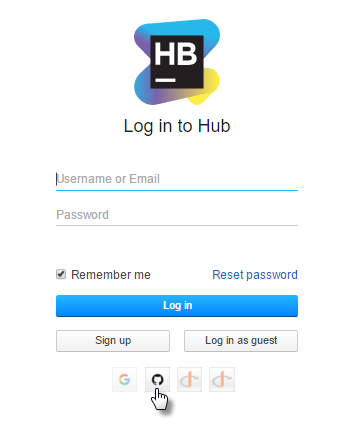 HB
Log in to Hub
Username or Email
Password
Remember me Reset password
Log in
Sign up Log in as guest
G